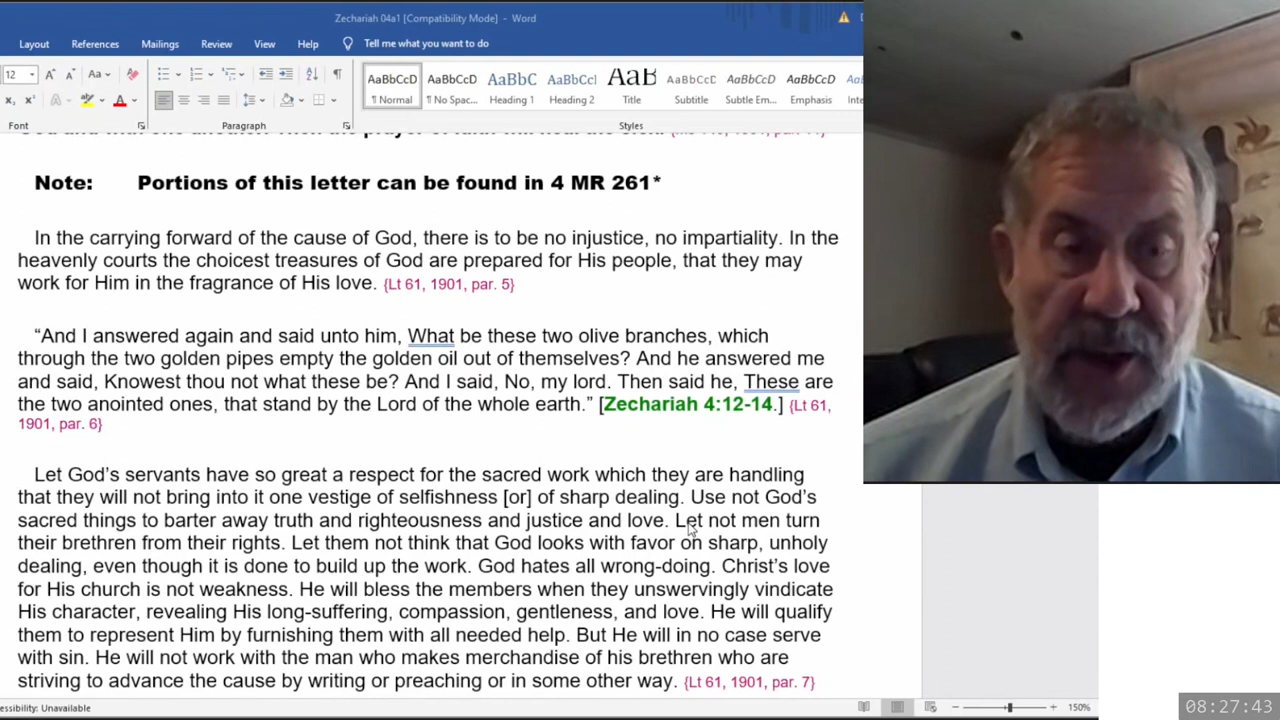 Zechariah 04a1 [Compatibility Mode] - Word
Layout References Mailings Review View Help Tell me what you want to do
12 Aa
AaBbCcD AaBbCcD AaBbC AaBbCcI AaB AaBbCcD AaBbCcD AaBbCcD AaB
¶ Normal ¶ No Spac... Heading 1 Heading 2 Title Subtitle Subtle Em... Emphasis Inte
Font Paragraph Styles
Note: Portions of this letter can be found in 4 MR 261*
In the carrying forward of the cause of God, there is to be no injustice, no impartiality. In the
heavenly courts the choicest treasures of God are prepared for His people, that they may
work for Him in the fragrance of His love. {Lt 61, 1901, par. 5}
“And I answered again and said unto him, What be these two olive branches, which
through the two golden pipes empty the golden oil out of themselves? And he answered me
and said, Knowest thou not what these be? And I said, No, my lord. Then said he, These are
the two anointed ones, that stand by the Lord of the whole earth.” [Zechariah 4:12-14.] {Lt 61,
1901, par. 6}
Let God’s servants have so great a respect for the sacred work which they are handling
that they will not bring into it one vestige of selfishness [or] of sharp dealing. Use not God’s
sacred things to barter away truth and righteousness and justice and love. Let not men turn
their brethren from their rights. Let them not think that God looks with favor on sharp, unholy
dealing, even though it is done to build up the work. God hates all wrong-doing. Christ’s love
for His church is not weakness. He will bless the members when they unswervingly vindicate
His character, revealing His long-suffering, compassion, gentleness, and love. He will qualify
them to represent Him by furnishing them with all needed help. But He will in no case serve
with sin. He will not work with the man who makes merchandise of his brethren who are
striving to advance the cause by writing or preaching or in some other way. {Lt 61, 1901, par. 7}
essibility: Unavailable 150%
08:27:43